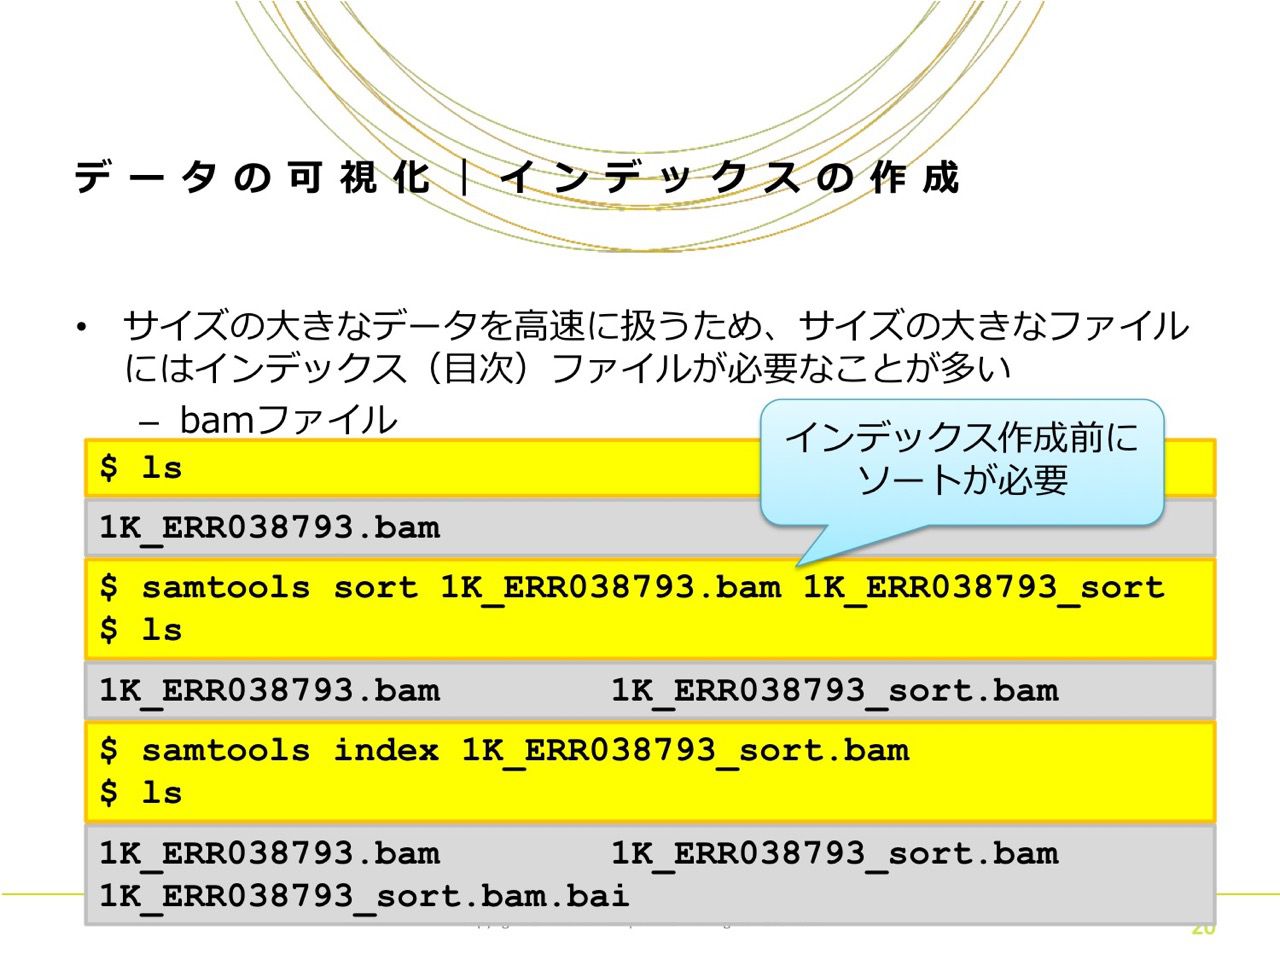 データの可視化｜インデックスの作成
• サイズの大きなデータを高速に扱うため、サイズの大きなファイル
にはインデックス（目次）ファイルが必要なことが多い
– bamファイル
インデックス作成前に
ソートが必要
$ ls
1K_ERR038793.bam
$ samtools sort 1K_ERR038793.bam 1K_ERR038793_sort
$ ls
1K_ERR038793.bam 1K_ERR038793_sort.bam
$ samtools index 1K_ERR038793_sort.bam
$ ls
1K_ERR038793.bam 1K_ERR038793_sort.bam
1K_ERR038793_sort.bam.bai
20